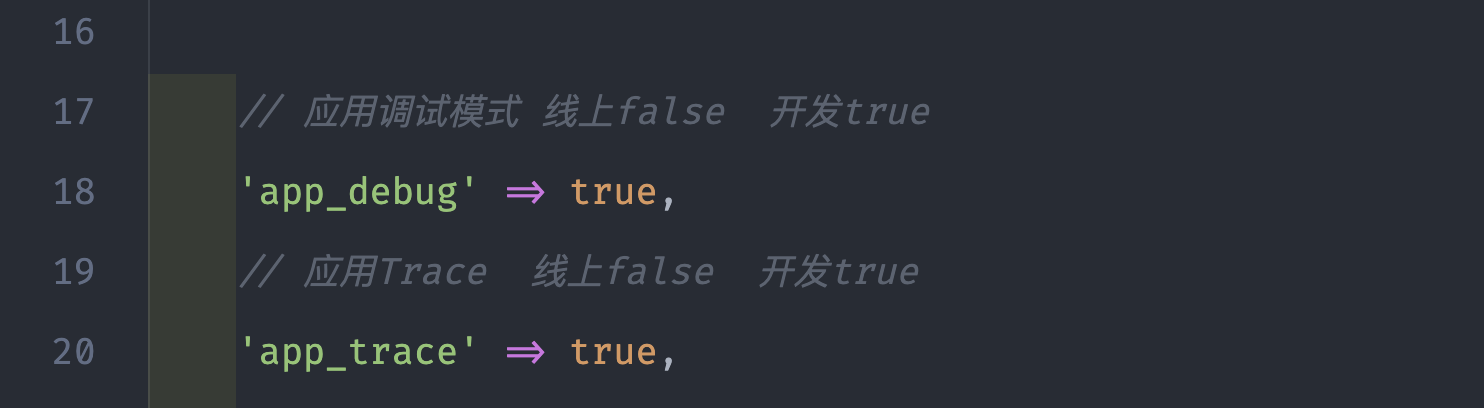 16
17 // 应用调试模式 线上false  开发true
18 'app_debug' => true,
19 // 应用Trace  线上false  开发true
20 'app_trace' => true,